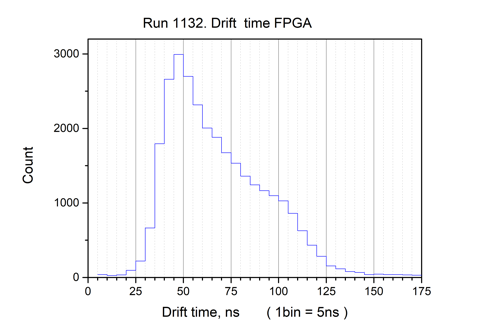 Run 1132. Drift  time FPGA
3000
2000
1000
0
Count
0 25 50 75 100 125 150 175
Drift time, ns      ( 1bin = 5ns )